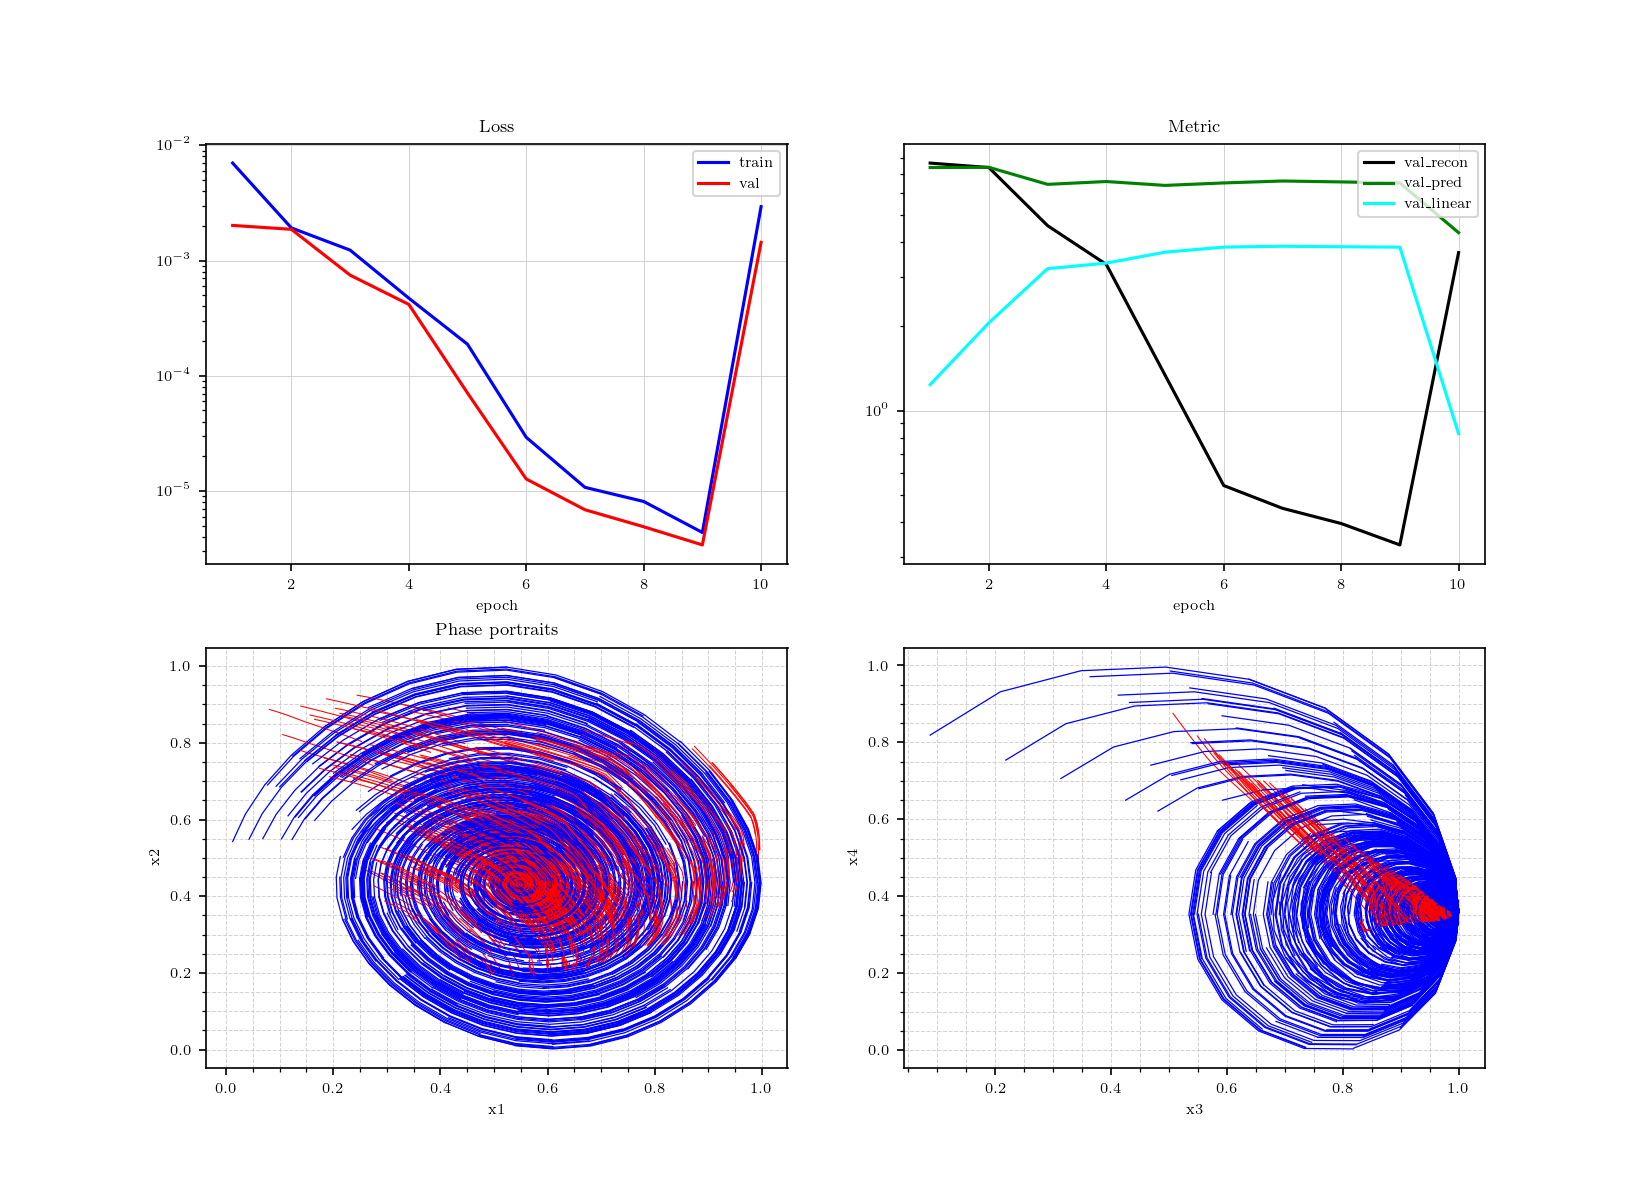 Loss
10⁻²
10⁻³
10⁻⁴
10⁻⁵
train
val
2 4 6 8 10
epoch
Metric
10⁰
val_recon
val_pred
val_linear
2 4 6 8 10
epoch
Phase portraits
x2
1.0
0.8
0.6
0.4
0.2
0.0
0.0 0.2 0.4 0.6 0.8 1.0
x1
x4
1.0
0.8
0.6
0.4
0.2
0.0
0.2 0.4 0.6 0.8 1.0
x3